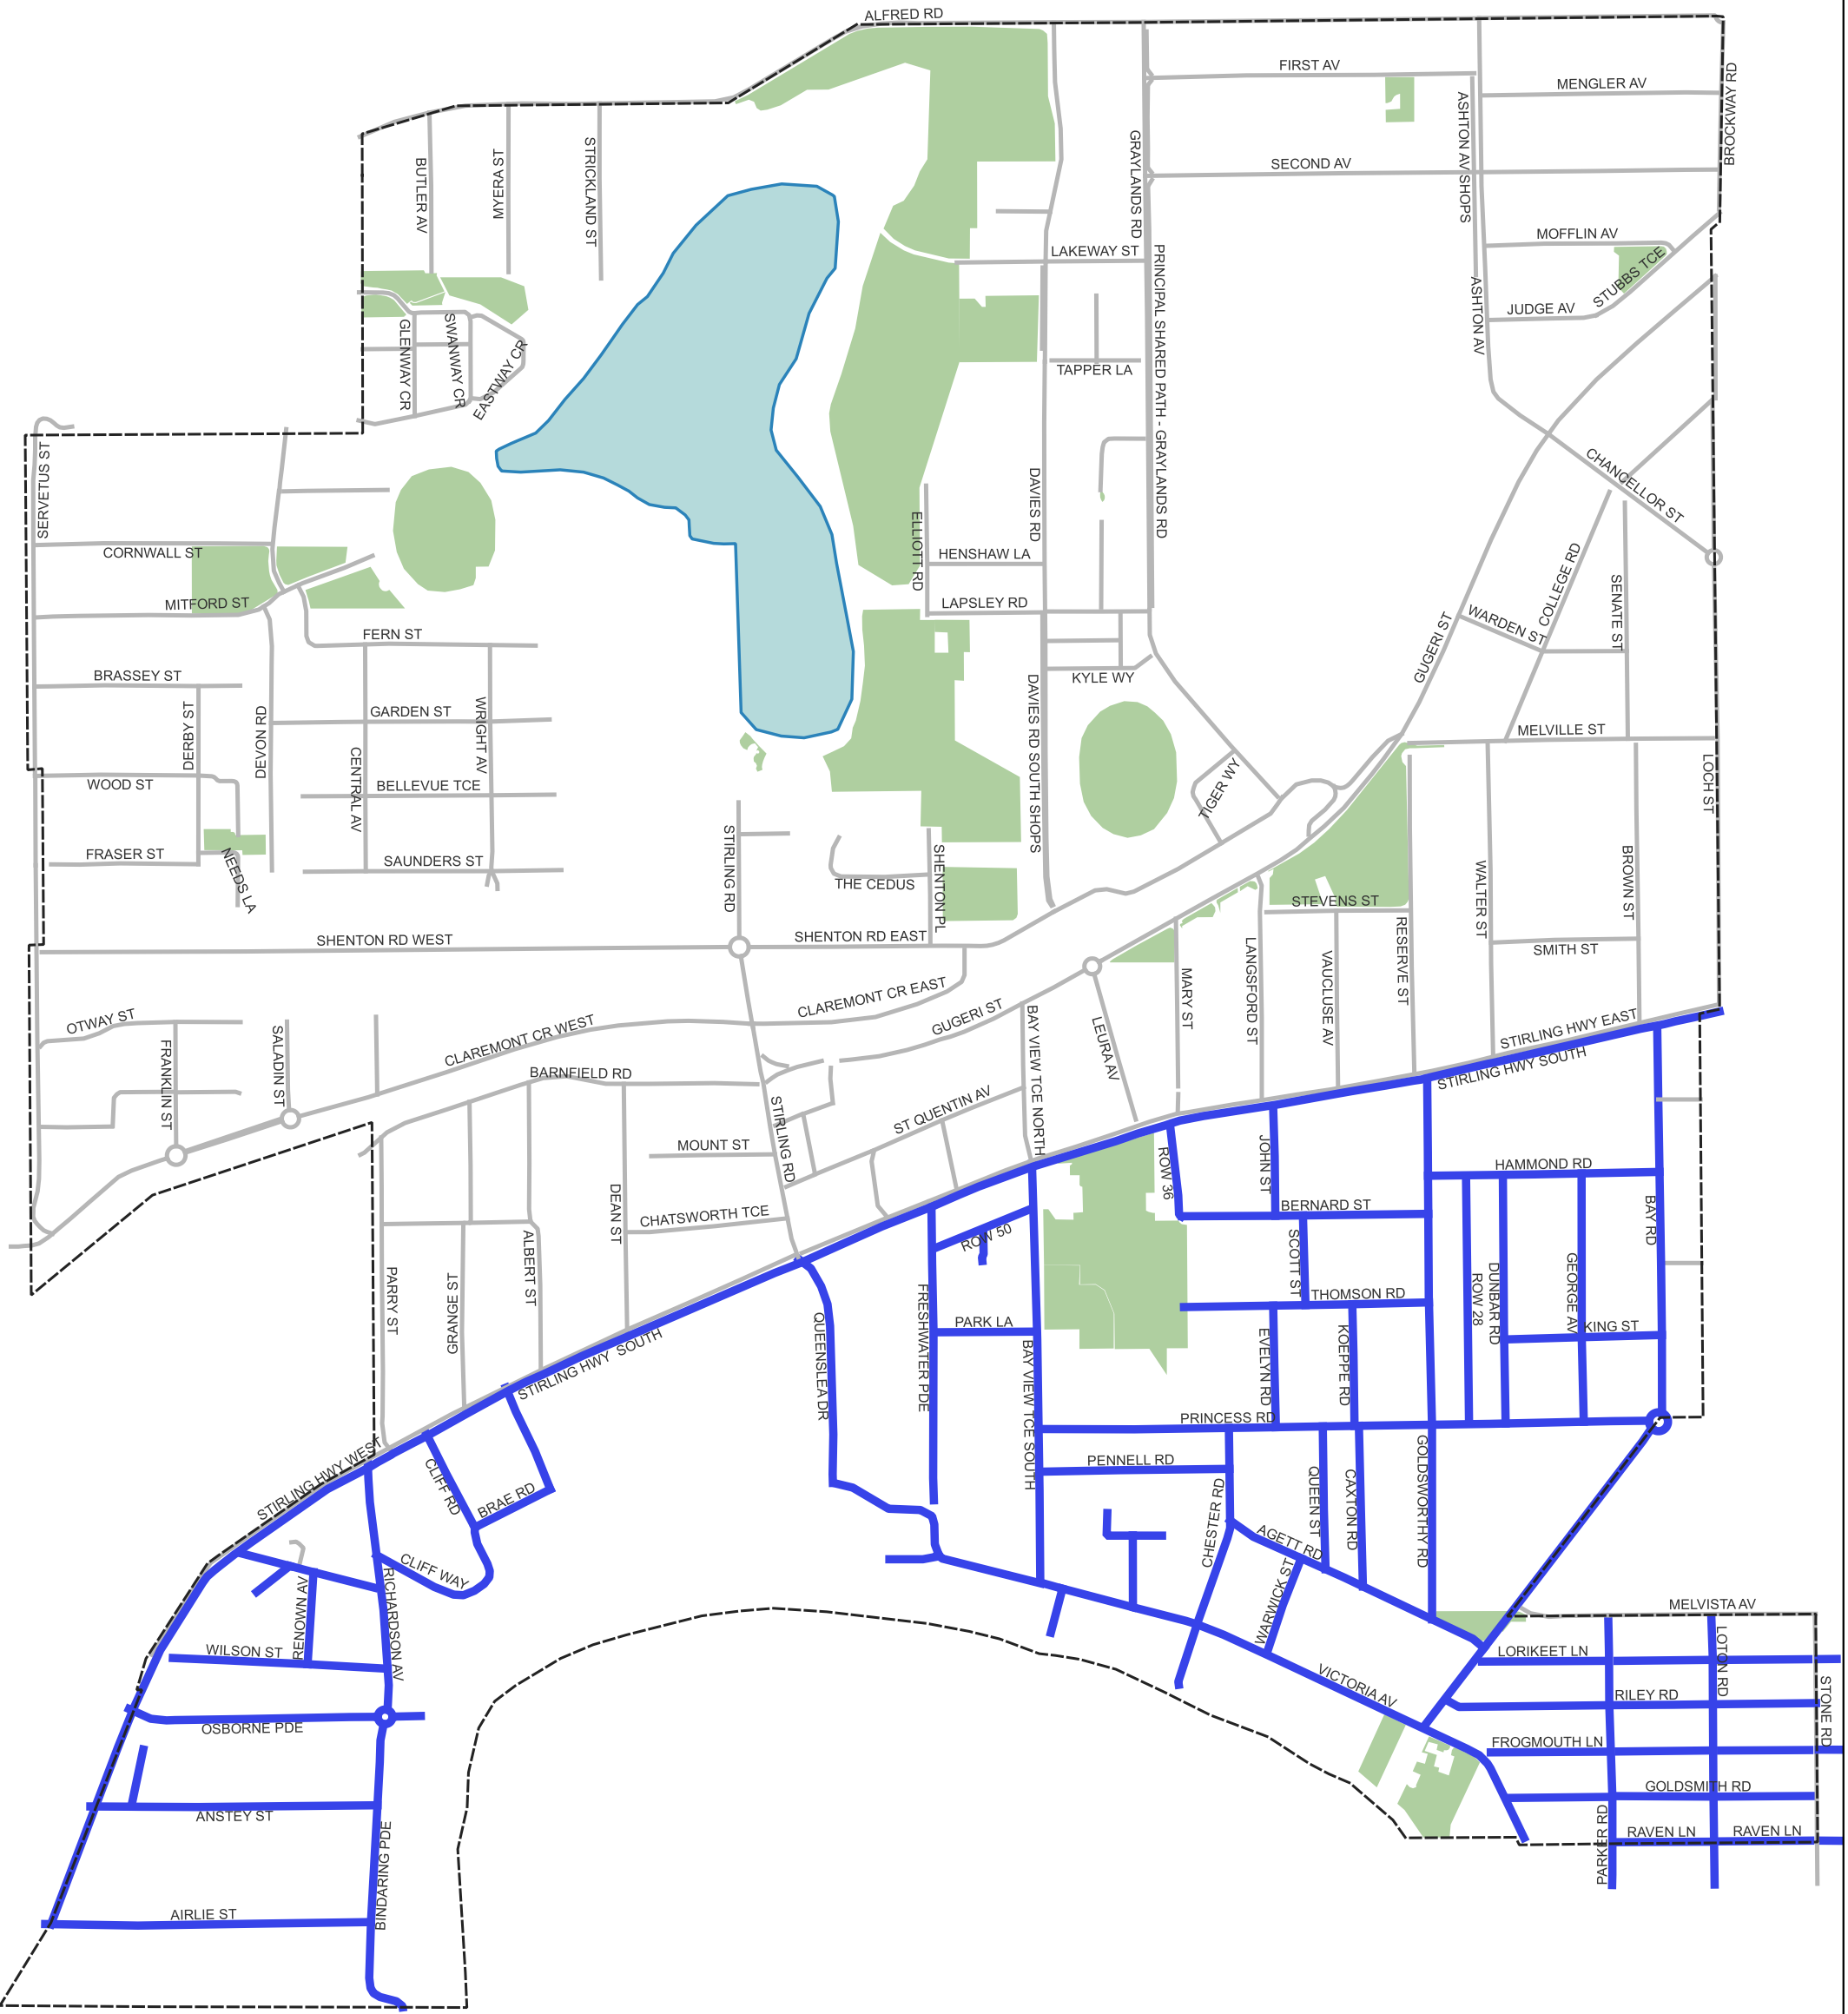 ALFRED RD
FIRST AV
MENGLER AV
BROCKWAY RD
ASHTON AV SHOPS
GRAYLANDS RD
BUTLER AV
MYERA ST
STRICKLAND ST
SECOND AV
MOFFLIN AV
LAKEWAY ST
PRINCIPAL SHARED PATH - GRAYLANDS RD
STUBBS TCE
ASHTON AV
JUDGE AV
GLENWAY CR
SWANWAY CR
EASTWAY CR
TAPPER LA
SERVETUS ST
CHANCELLOR ST
DAVIES RD
ELLIOTT RD
CORNWALL ST
HENSHAW LA
COLLEGE RD
SENATE ST
MITFORD ST
LAPSLEY RD
WARDEN ST
GUGERI ST
FERN ST
BRASSEY ST
KYLE WY
DERBY ST
DEVON RD
GARDEN ST
WRIGHT AV
DAVIES RD SOUTH SHOPS
MELVILLE ST
LOCH ST
WOOD ST
CENTRAL AV
BELLEVUE TCE
TIGER WY
FRASER ST
NEEDS LA
SAUNDERS ST
STIRLING RD
THE CEDUS
SHENTON PL
STEVENS ST
WALTER ST
BROWN ST
SHENTON RD WEST
SHENTON RD EAST
LANGSFORD ST
VAUCLUSE AV
RESERVE ST
SMITH ST
MARY ST
OTWAY ST
CLAREMONT CR EAST
GUGERI ST
CLAREMONT CR WEST
BAY VIEW TCE NORTH
LEURA AV
STIRLING HWY EAST
STIRLING HWY SOUTH
FRANKLIN ST
SALADIN ST
BARNFIELD RD
ST QUENTIN AV
STIRLING RD
MOUNT ST
ROW 36
JOHN ST
HAMMOND RD
DEAN ST
CHATSWORTH TCE
BERNARD ST
BAY RD
ALBERT ST
ROW 50
SCOTT ST
PARRY ST
GRANGE ST
FRESHWATER PDE
THOMSON RD
ROW 28
DUNBAR RD
GEORGE AV
KING ST
QUEENSLEA DR
PARK LA
EVELYN RD
KOEPPE RD
STIRLING HWY SOUTH
BAY VIEW TCE SOUTH
PRINCESS RD
STIRLING HWY WEST
CLIFF RD
BRAE RD
PENNELL RD
CHESTER RD
QUEEN ST
CAXTON RD
GOLDSWORTHY RD
AGETT RD
CLIFF WAY
RICHARDSON AV
RENOWN AV
WARWICK ST
MELVISTA AV
WILSON ST
LORIKEET LN
LOTON RD
VICTORIA AV
RILEY RD
STONE RD
OSBORNE PDE
FROGMOUTH LN
GOLDSMITH RD
ANSTEY ST
PARKER RD
RAVEN LN
RAVEN LN
BINDARING PDE
AIRLIE ST